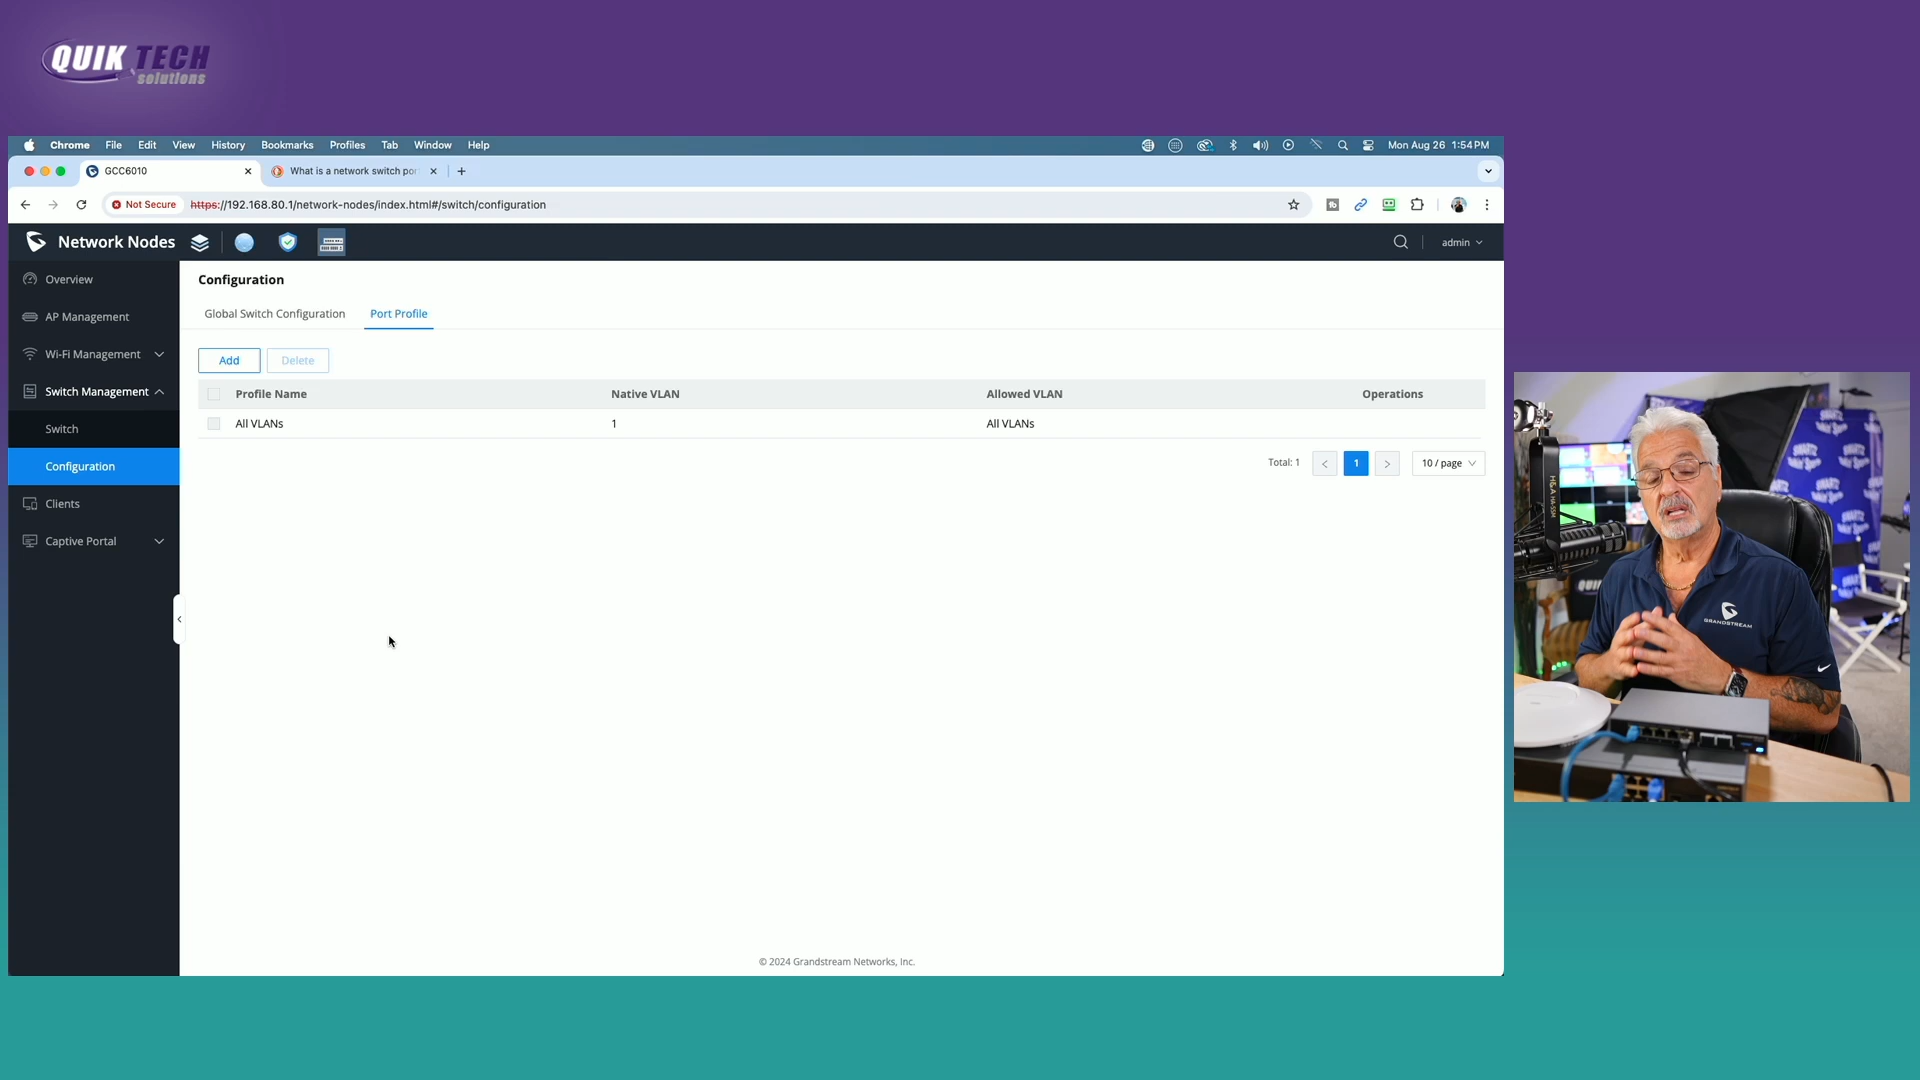 QUIK TECH
solutions
Chrome File Edit View History Bookmarks Profiles Tab Window Help
Mon Aug 26 1:54 PM
GCC6010
What is a network switch por
Not Secure https://192.168.80.1/network-nodes/index.html#/switch/configuration
Network Nodes
admin
Overview
AP Management
Wi-Fi Management
Switch Management
Switch
Configuration
Clients
Captive Portal
Configuration
Global Switch Configuration Port Profile
Add Delete
Profile Name Native VLAN Allowed VLAN Operations
All VLANs 1 All VLANs
Total: 1 < 1 > 10 / page
© 2024 Grandstream Networks, Inc.
GRANDSTREAM